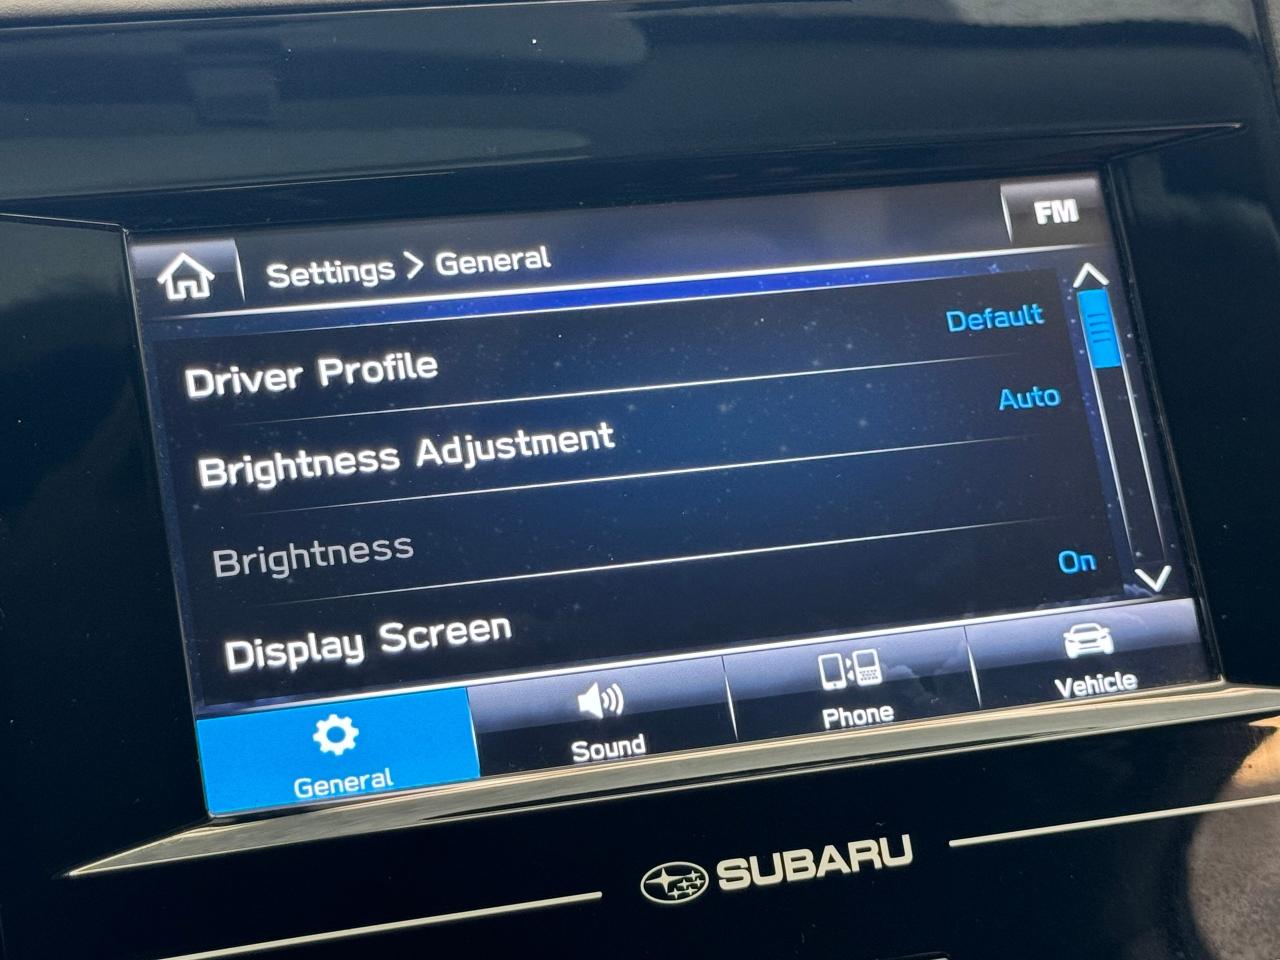 Settings > General
FM
Driver Profile
Default
Brightness Adjustment
Auto
Brightness
Display Screen
On
General
Sound
Phone
Vehicle
SUBARU